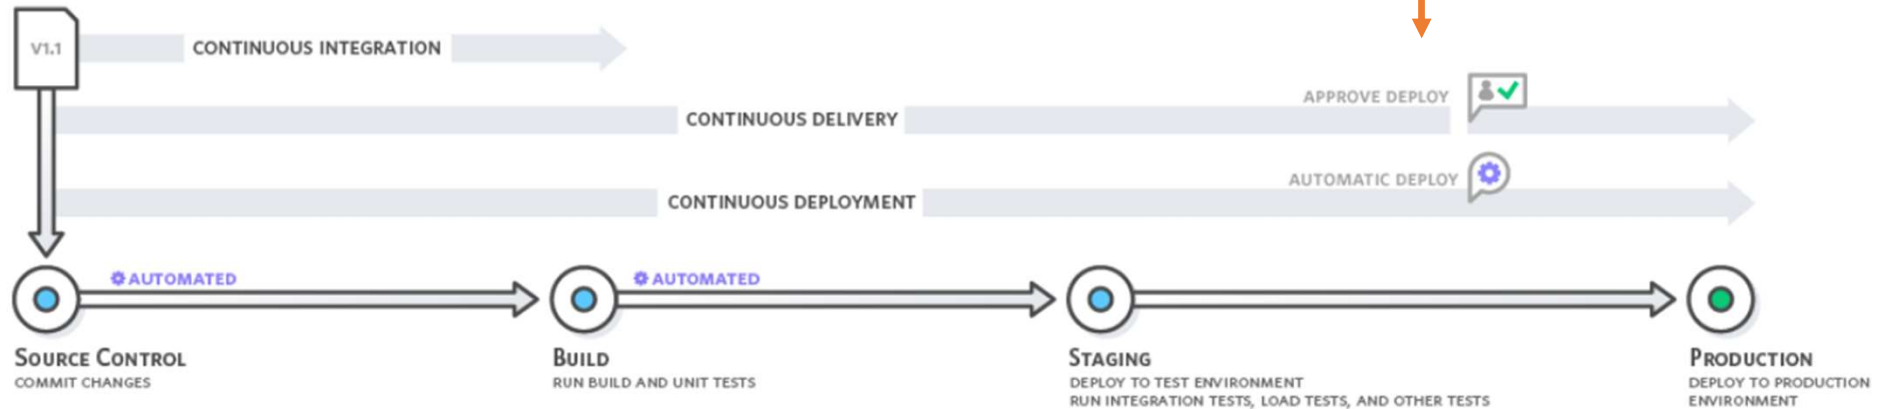 V1.1
CONTINUOUS INTEGRATION
APPROVE DEPLOY
CONTINUOUS DELIVERY
AUTOMATIC DEPLOY
CONTINUOUS DEPLOYMENT
AUTOMATED
AUTOMATED
SOURCE CONTROL
COMMIT CHANGES
BUILD
RUN BUILD AND UNIT TESTS
STAGING
DEPLOY TO TEST ENVIRONMENT
RUN INTEGRATION TESTS, LOAD TESTS, AND OTHER TESTS
PRODUCTION
DEPLOY TO PRODUCTION
ENVIRONMENT